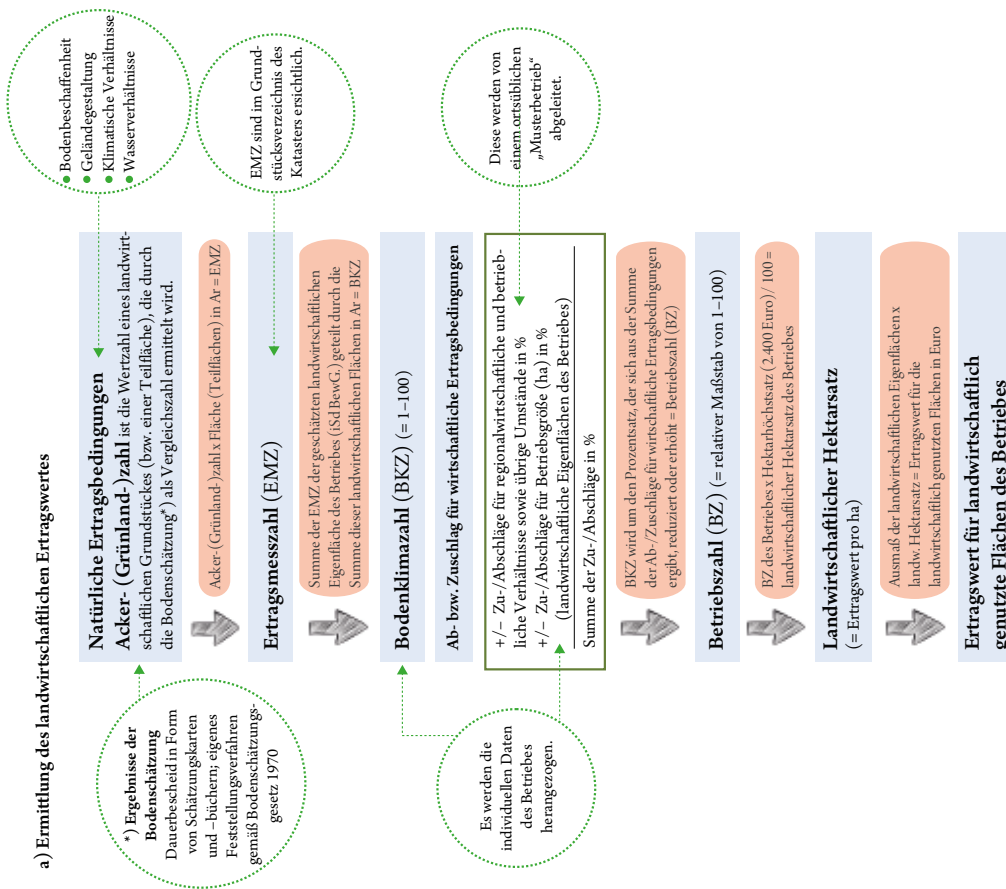 a) Ermittlung des landwirtschaftlichen Ertragswertes
*) Ergebnisse der
Bodenschätzung
Dauerbescheid in Form
von Schätzungskarten
und –büchern; eigenes
Feststellungsverfahren
gemäß Bodenschätzungs-
gesetz 1970
Natürliche Ertragsbedingungen
Acker- (Grünland-)zahl ist die Wertzahl eines landwirt-
schaftlichen Grundstückes (bzw. einer Teilfläche), die durch
die Bodenschätzung*) als Vergleichszahl ermittelt wird.
• Bodenbeschaffenheit
• Geländegestaltung
• Klimatische Verhältnisse
• Wasserverhältnisse
Acker-(Grünland-)zahl x Fläche (Teilflächen) in Ar = EMZ
Ertragsmesszahl (EMZ)
EMZ sind im Grund-
stücksverzeichnis des
Katasters ersichtlich.
Summe der EMZ der geschätzten landwirtschaftlichen
Eigenfläche des Betriebes (iSd BewG.) geteilt durch die
Summe dieser landwirtschaftlichen Flächen in Ar = BKZ
Bodenklimazahl (BKZ) (= 1–100)
Ab- bzw. Zuschlag für wirtschaftliche Ertragsbedingungen
Es werden die
individuellen Daten
des Betriebes
herangezogen.
+/– Zu-/Abschläge für regionalwirtschaftliche und betrieb-
liche Verhältnisse sowie übrige Umstände in %
+/– Zu-/Abschläge für Betriebsgröße (ha) in %
(landwirtschaftliche Eigenflächen des Betriebes)
Summe der Zu-/Abschläge in %
Diese werden von
einem ortsüblichen
„Musterbetrieb“
abgeleitet.
BKZ wird um den Prozentsatz, der sich aus der Summe
der Ab-/Zuschläge für wirtschaftliche Ertragsbedingungen
ergibt, reduziert oder erhöht = Betriebszahl (BZ)
Betriebszahl (BZ) (= relativer Maßstab von 1–100)
BZ des Betriebes x Hektarhöchstsatz (2.400 Euro) / 100 =
landwirtschaftlicher Hektarsatz des Betriebes
Landwirtschaftlicher Hektarsatz
(= Ertragswert pro ha)
Ausmaß der landwirtschaftlichen Eigenflächen x
landw. Hektarsatz = Ertragswert für die
landwirtschaftlich genutzten Flächen in Euro
Ertragswert für landwirtschaftlich
genutzte Flächen des Betriebes